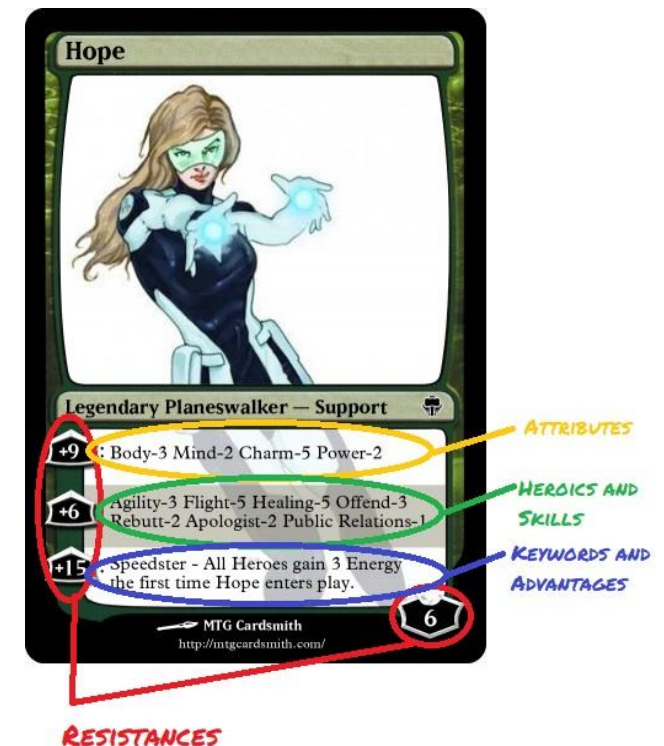 Hope
Legendary Planeswalker — Support
+9 : Body-3 Mind-2 Charm-5 Power-2
+6 Agility-3 Flight-5 Healing-5 Offend-3
Rebutt-2 Apologist-2 Public Relations-1
+15 : Speedster - All Heroes gain 3 Energy
the first time Hope enters play.
6
MTG Cardsmith
http://mtgcardsmith.com/
ATTRIBUTES
HEROICS AND
SKILLS
KEYWORDS AND
ADVANTAGES
RESISTANCES